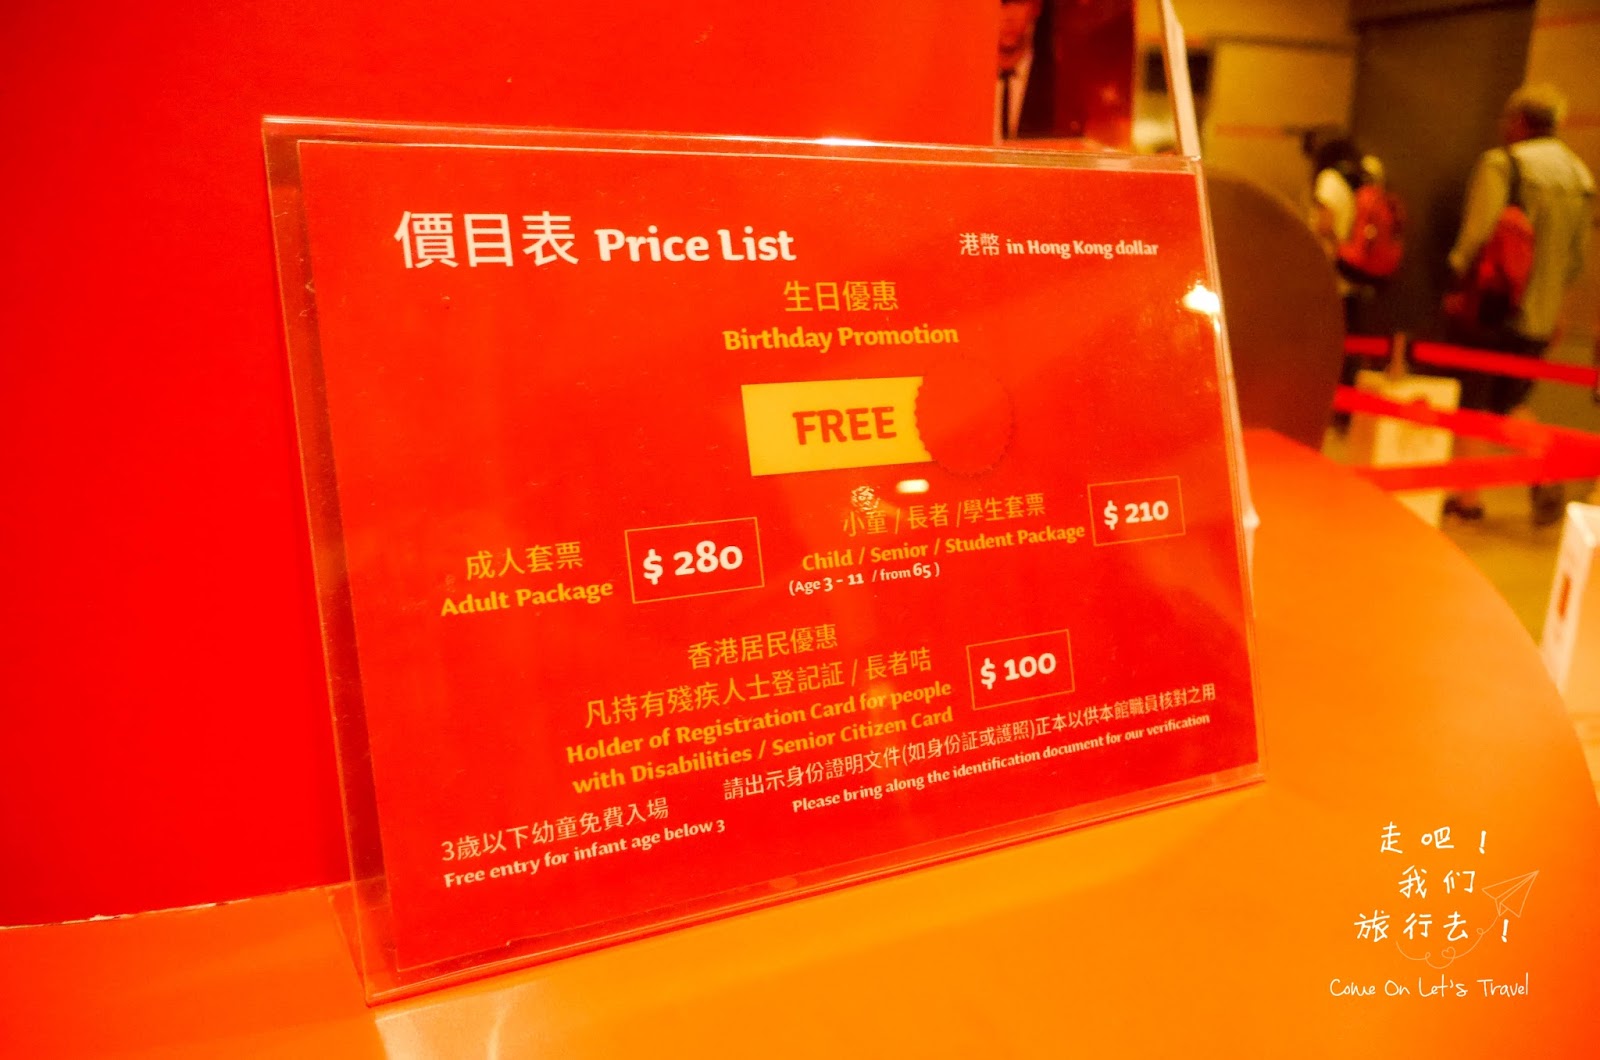 價目表 Price List
港幣 in Hong Kong dollar
生日優惠
Birthday Promotion
FREE
成人套票
Adult Package
$ 280
小童 / 長者 /學生套票
Child / Senior / Student Package
(Age 3 - 11 / from 65 )
$ 210
香港居民優惠
凡持有殘疾人士登記証 / 長者咭
Holder of Registration Card for people
with Disabilities / Senior Citizen Card
$ 100
請出示身份證明文件(如身份証或護照)正本以供本館職員核對之用
Please bring along the identification document for our verification
3歲以下幼童免費入場
Free entry for infant age below 3
走吧！
我们
旅行去！
Come On Let's Travel